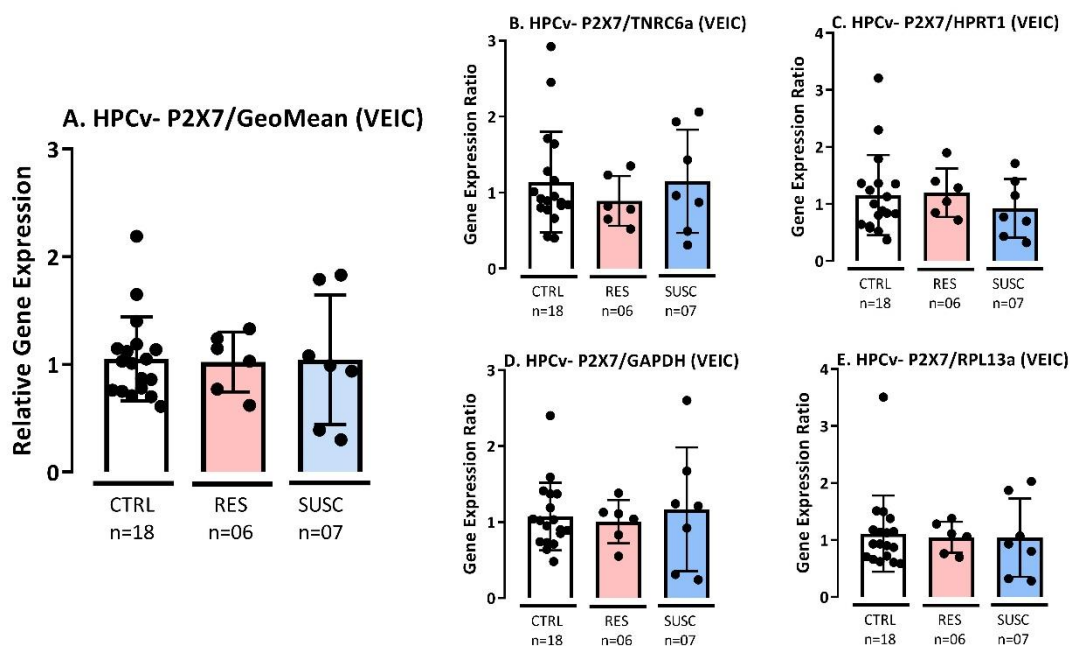 A. HPCv- P2X7/GeoMean (VEIC)
Relative Gene Expression
3
2
1
0
CTRL RES SUSC
n=18 n=06 n=07
B. HPCv- P2X7/TNRC6a (VEIC)
Gene Expression Ratio
3
2
1
0
CTRL RES SUSC
n=18 n=06 n=07
C. HPCv- P2X7/HPRT1 (VEIC)
Gene Expression Ratio
4
3
2
1
0
CTRL RES SUSC
n=18 n=06 n=07
D. HPCv- P2X7/GAPDH (VEIC)
Gene Expression Ratio
3
2
1
0
CTRL RES SUSC
n=18 n=06 n=07
E. HPCv- P2X7/RPL13a (VEIC)
Gene Expression Ratio
4
3
2
1
0
CTRL RES SUSC
n=18 n=06 n=07